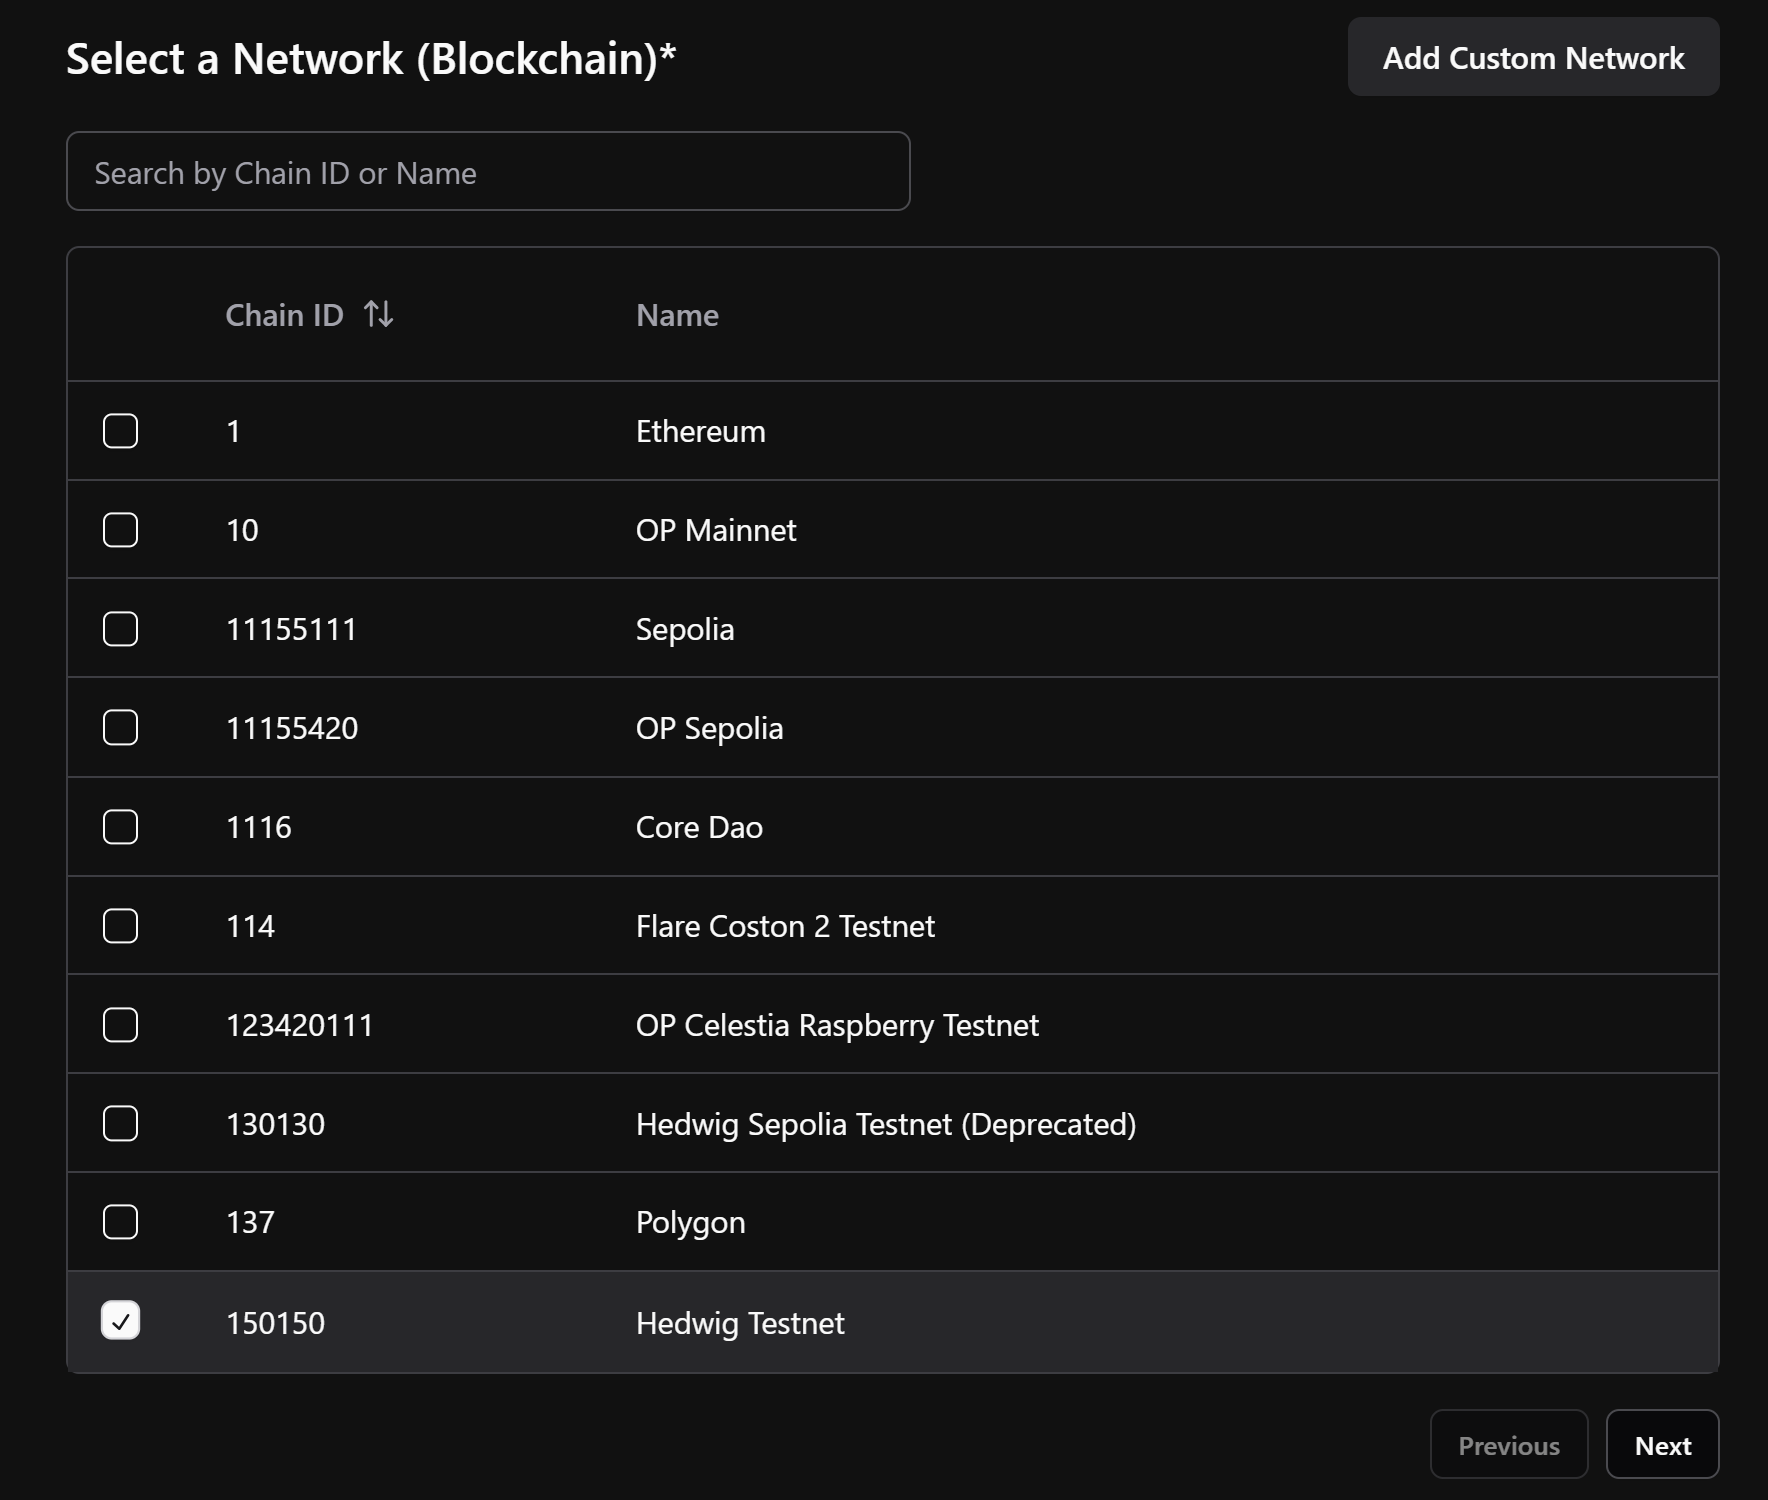 Select a Network (Blockchain)*
Add Custom Network
Search by Chain ID or Name
Chain ID Name
1 Ethereum
10 OP Mainnet
11155111 Sepolia
11155420 OP Sepolia
1116 Core Dao
114 Flare Coston 2 Testnet
123420111 OP Celestia Raspberry Testnet
130130 Hedwig Sepolia Testnet (Deprecated)
137 Polygon
150150 Hedwig Testnet
Previous Next